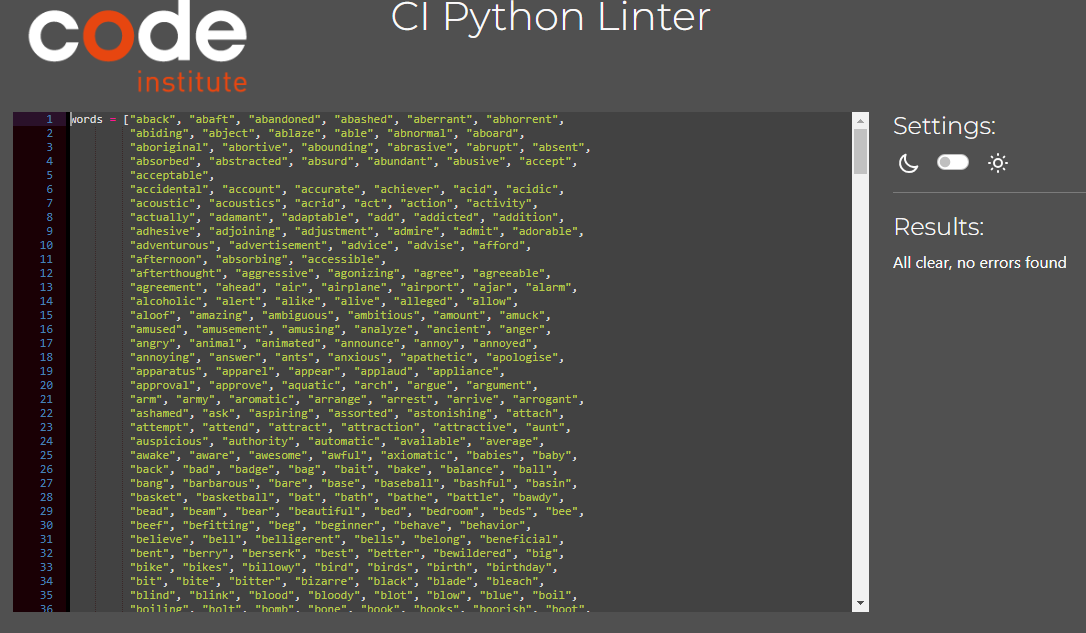 code
institute
CI Python Linter
1 words = ["aback", "abaft", "abandoned", "abashed", "aberrant", "abhorrent",
2 "abiding", "abject", "ablaze", "able", "abnormal", "aboard",
3 "aboriginal", "abortive", "abounding", "abrasive", "abrupt", "absent",
4 "absorbed", "abstracted", "absurd", "abundant", "abusive", "accept",
5 "acceptable",
6 "accidental", "account", "accurate", "achiever", "acid", "acidic",
7 "acoustic", "acoustics", "acrid", "act", "action", "activity",
8 "actually", "adamant", "adaptable", "add", "addicted", "addition",
9 "adhesive", "adjoining", "adjustment", "admire", "admit", "adorable",
10 "adventurous", "advertisement", "advice", "advise", "afford",
11 "afternoon", "absorbing", "accessible",
12 "afterthought", "aggressive", "agonizing", "agree", "agreeable",
13 "agreement", "ahead", "air", "airplane", "airport", "ajar", "alarm",
14 "alcoholic", "alert", "alike", "alive", "alleged", "allow",
15 "aloof", "amazing", "ambiguous", "ambitious", "amount", "amuck",
16 "amused", "amusement", "amusing", "analyze", "ancient", "anger",
17 "angry", "animal", "animated", "announce", "annoy", "annoyed",
18 "annoying", "answer", "ants", "anxious", "apathetic", "apologise",
19 "apparatus", "apparel", "appear", "applaud", "appliance",
20 "approval", "approve", "aquatic", "arch", "argue", "argument",
21 "arm", "army", "aromatic", "arrange", "arrest", "arrive", "arrogant",
22 "ashamed", "ask", "aspiring", "assorted", "astonishing", "attach",
23 "attempt", "attend", "attract", "attraction", "attractive", "aunt",
24 "auspicious", "authority", "automatic", "available", "average",
25 "awake", "aware", "awesome", "awful", "axiomatic", "babies", "baby",
26 "back", "bad", "badge", "bag", "bait", "bake", "balance", "ball",
27 "bang", "barbarous", "bare", "base", "baseball", "bashful", "basin",
28 "basket", "basketball", "bat", "bath", "bathe", "battle", "bawdy",
29 "bead", "beam", "bear", "beautiful", "bed", "bedroom", "beds", "bee",
30 "beef", "befitting", "beg", "beginner", "behave", "behavior",
31 "believe", "bell", "belligerent", "bells", "belong", "beneficial",
32 "bent", "berry", "berserk", "best", "better", "bewildered", "big",
33 "bike", "bikes", "billowy", "bird", "birds", "birth", "birthday",
34 "bit", "bite", "bitter", "bizarre", "black", "blade", "bleach",
35 "blind", "blink", "blood", "bloody", "blot", "blow", "blue", "boil",
36 "boiling", "bolt", "bomb", "bone", "book", "books", "boorish", "boot",
Settings:
Results:
All clear, no errors found